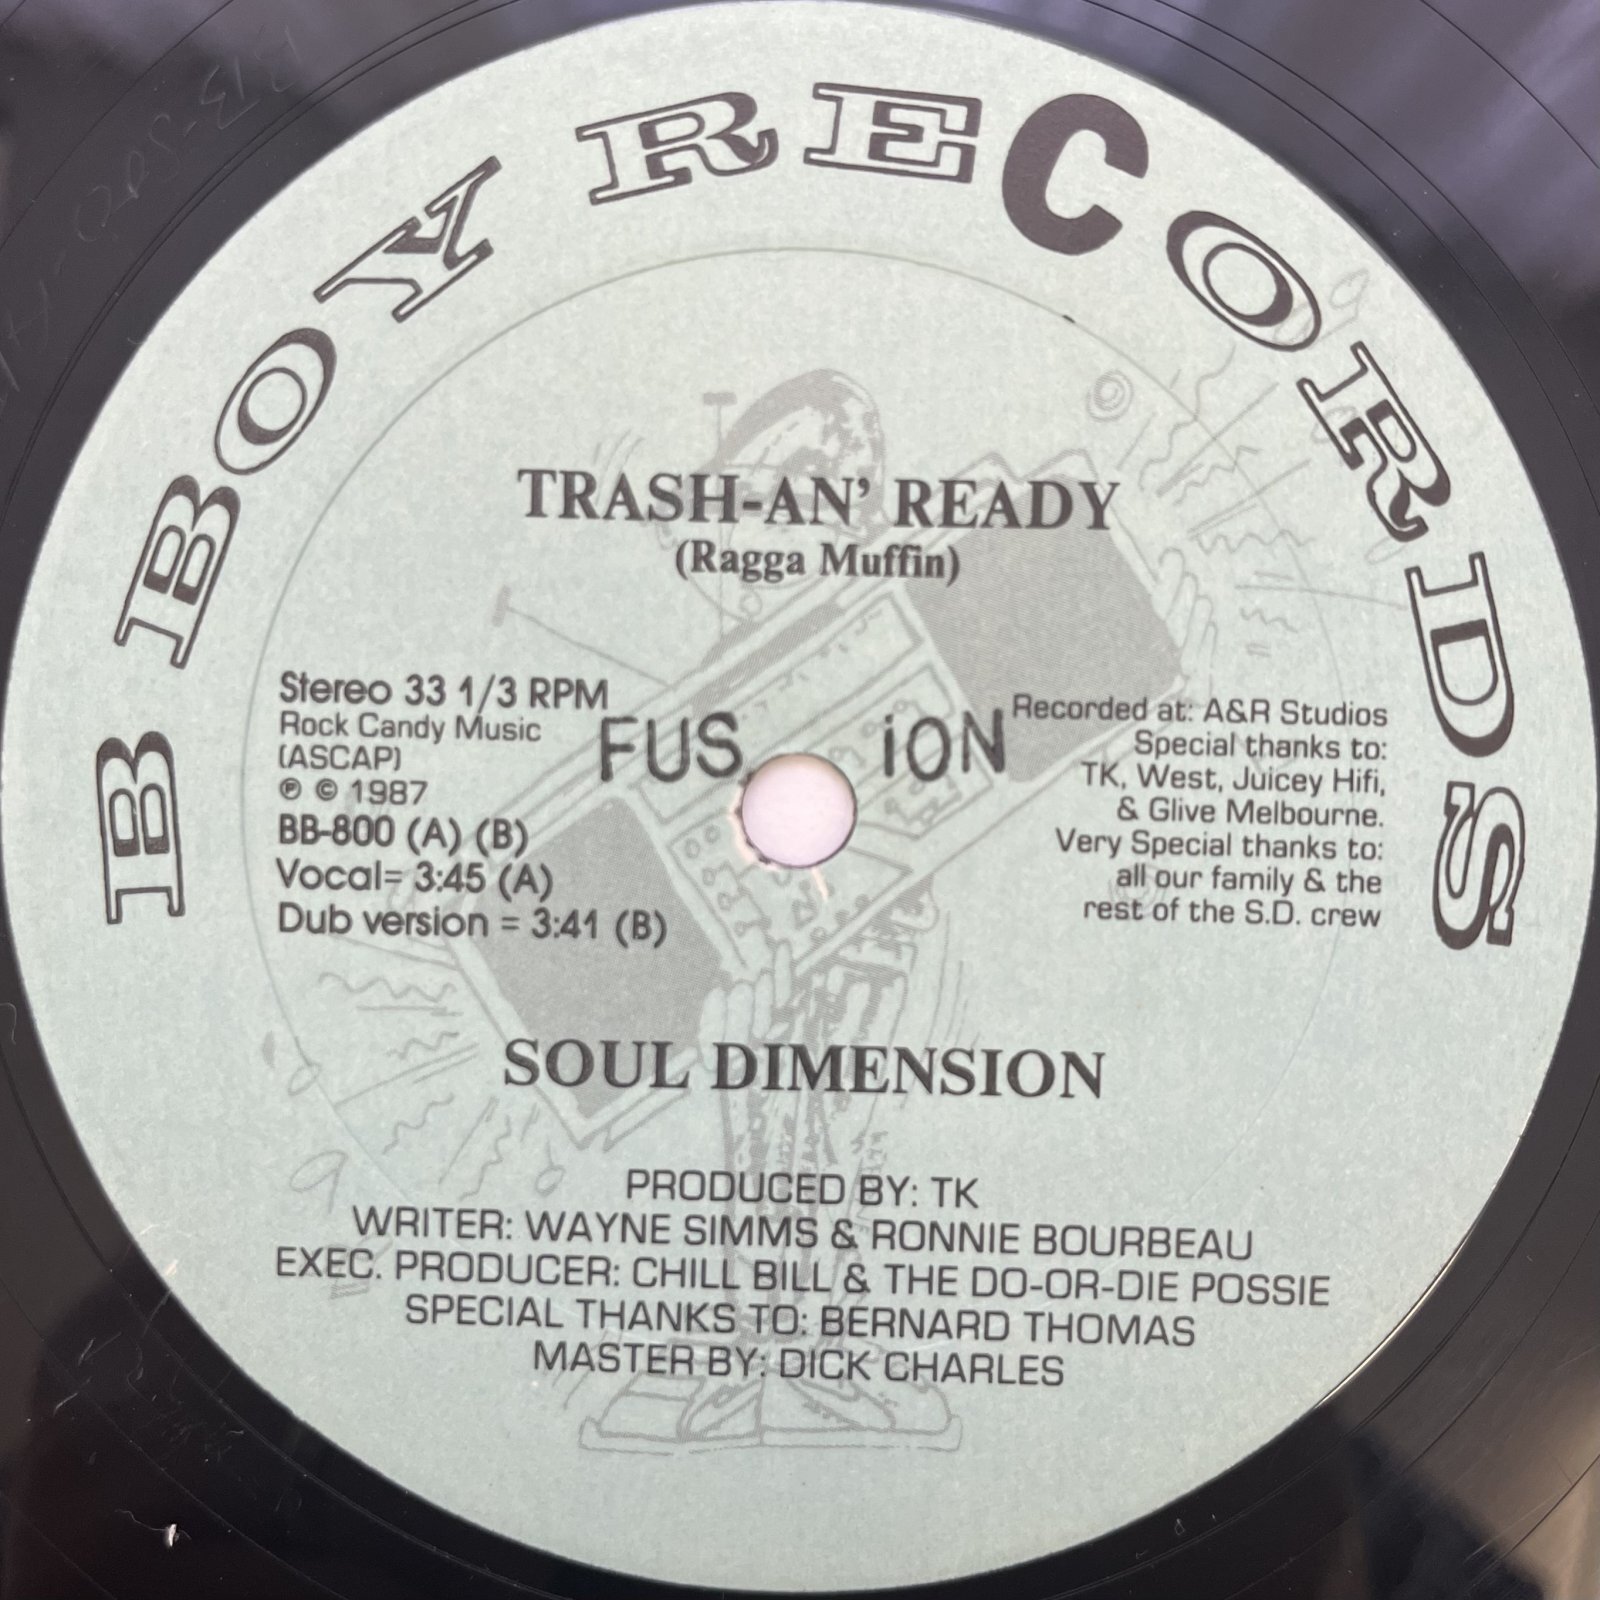 B BOY RECORDS
TRASH-AN' READY
(Ragga Muffin)
Stereo 33 1/3 RPM
Rock Candy Music
(ASCAP)
℗ © 1987
BB-800 (A) (B)
Vocal= 3:45 (A)
Dub version = 3:41 (B)
FUS iON
Recorded at: A&R Studios
Special thanks to:
TK, West, Juicey Hifi,
& Glive Melbourne.
Very Special thanks to:
all our family & the
rest of the S.D. crew
SOUL DIMENSION
PRODUCED BY: TK
WRITER: WAYNE SIMMS & RONNIE BOURBEAU
EXEC. PRODUCER: CHILL BILL & THE DO-OR-DIE POSSIE
SPECIAL THANKS TO: BERNARD THOMAS
MASTER BY: DICK CHARLES